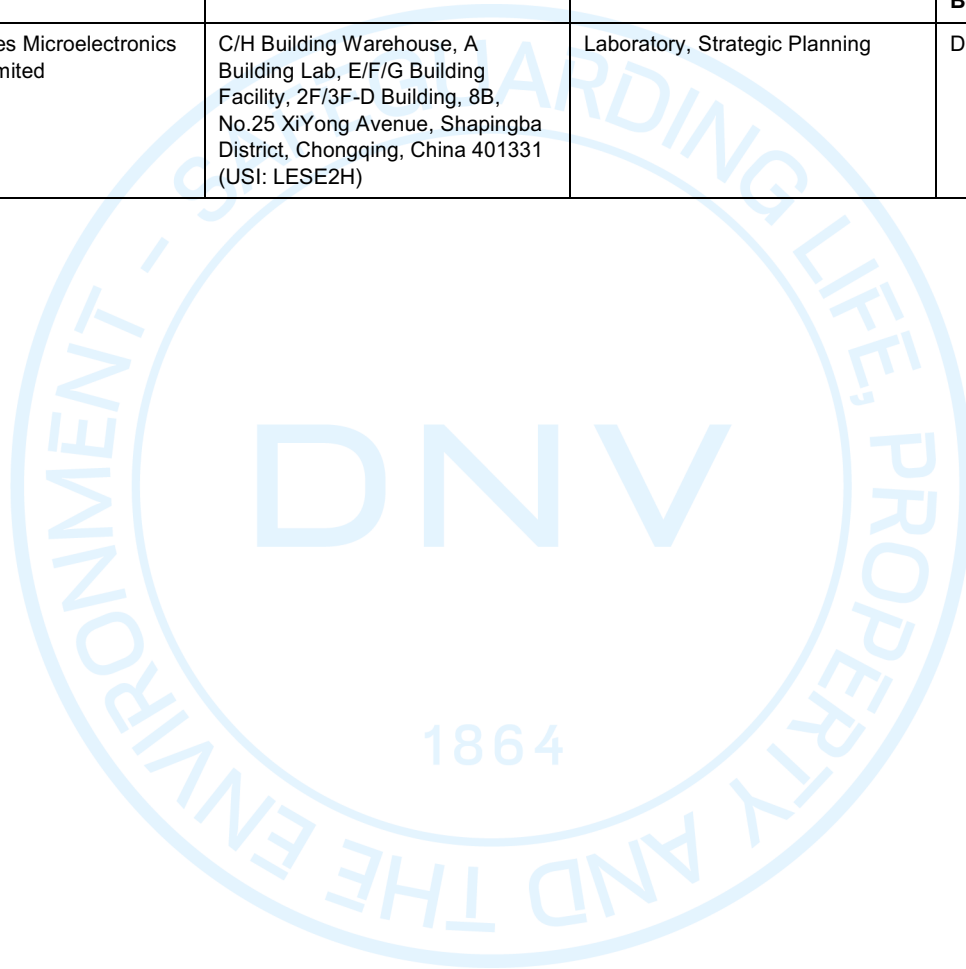 B
es Microelectronics
mited
C/H Building Warehouse, A
Building Lab, E/F/G Building
Facility, 2F/3F-D Building, 8B,
No.25 XiYong Avenue, Shapingba
District, Chongqing, China 401331
(USI: LESE2H)
Laboratory, Strategic Planning
D
SAFEGUARDING LIFE, PROPERTY AND THE ENVIRONMENT -
DNV
1864